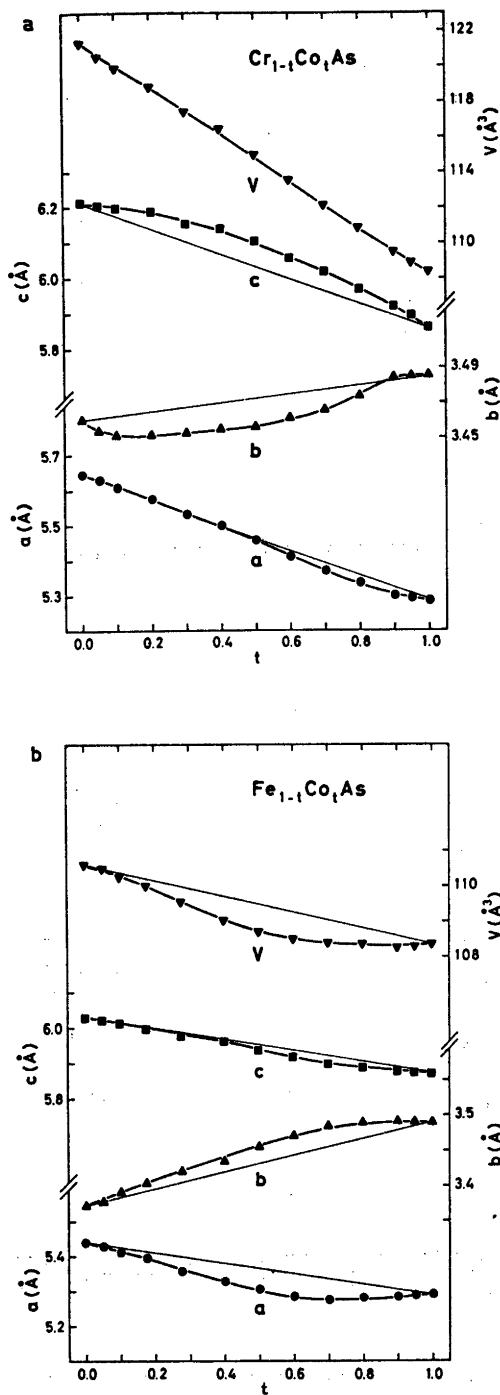 a
Cr1-tCotAs
122
118
114
110
V(Å³)
V
6.2
6.0
5.8
c(Å)
c
3.49
3.45
b(Å)
b
5.7
5.5
5.3
a(Å)
a
0.0 0.2 0.4 0.6 0.8 1.0
t
b
Fe1-tCotAs
110
108
V(Å³)
V
6.0
5.8
c(Å)
c
3.5
3.4
b(Å)
b
5.4
5.2
a(Å)
a
0.0 0.2 0.4 0.6 0.8 1.0
t